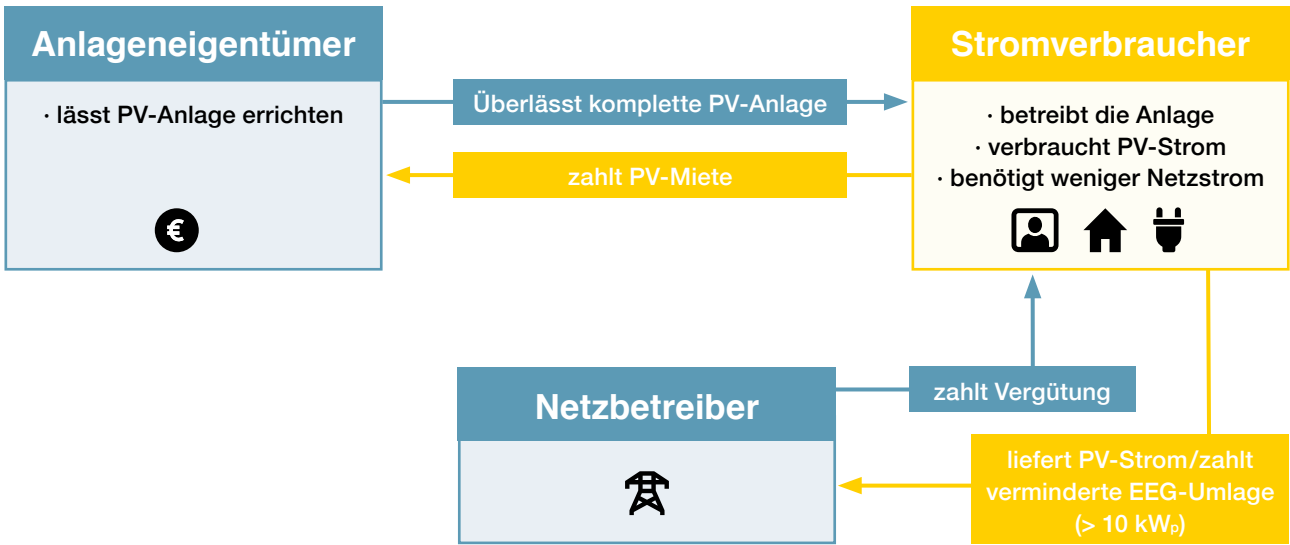 Anlageneigentümer
· lässt PV-Anlage errichten
€
Überlässt komplette PV-Anlage
zahlt PV-Miete
Stromverbraucher
· betreibt die Anlage
· verbraucht PV-Strom
· benötigt weniger Netzstrom
Netzbetreiber
zahlt Vergütung
liefert PV-Strom/zahlt
verminderte EEG-Umlage
(> 10 kWₚ)